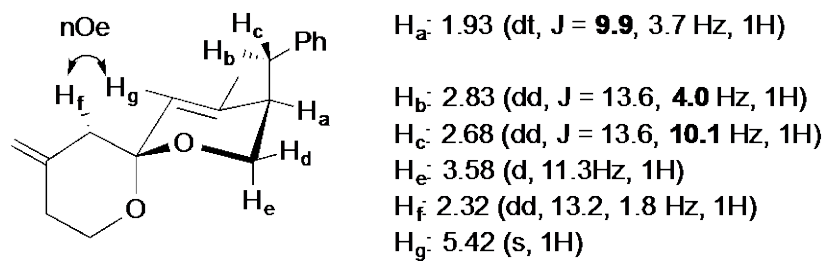 nOe
Hc
Ph
Hb
Hf
Hg
Ha
O
Hd
O
He
Ha: 1.93 (dt, J = 9.9, 3.7 Hz, 1H)
Hb: 2.83 (dd, J = 13.6, 4.0 Hz, 1H)
Hc: 2.68 (dd, J = 13.6, 10.1 Hz, 1H)
He: 3.58 (d, 11.3Hz, 1H)
Hf: 2.32 (dd, 13.2, 1.8 Hz, 1H)
Hg: 5.42 (s, 1H)